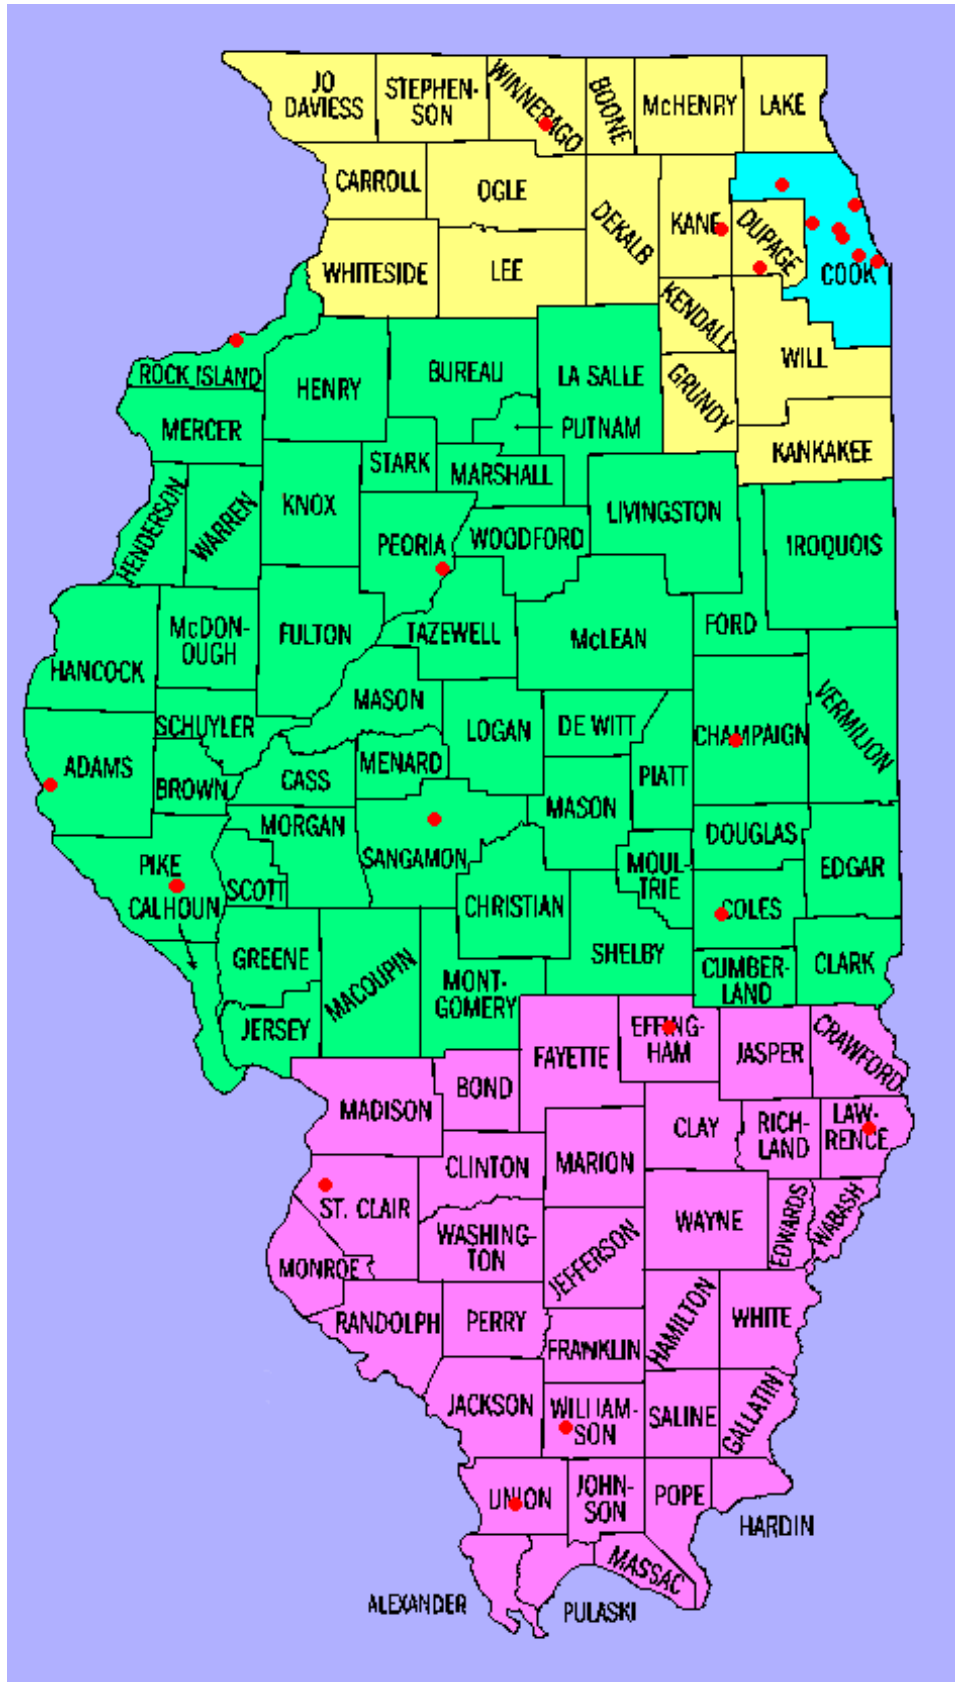 JO
DAVIESS
STEPHEN-
SON
WINNEBAGO
BOONE
McHENRY
LAKE
CARROLL
OGLE
DEKALB
KANE
DUPAGE
COOK
WHITESIDE
LEE
KENDALL
WILL
GRUNDY
KANKAKEE
ROCK ISLAND
HENRY
BUREAU
LA SALLE
PUTNAM
MERCER
STARK
MARSHALL
KNOX
HENDERSON
WARREN
PEORIA
WOODFORD
LIVINGSTON
IROQUOIS
FORD
HANCOCK
McDON-
OUGH
FULTON
TAZEWELL
McLEAN
MASON
SCHUYLER
LOGAN
DE WITT
CHAMPAIGN
VERMILION
ADAMS
BROWN
CASS
MENARD
PIATT
MASON
MORGAN
SANGAMON
DOUGLAS
EDGAR
PIKE
SCOTT
MOUL-
TRIE
CALHOUN
CHRISTIAN
COLES
GREENE
MACOUPIN
SHELBY
CUMBER-
LAND
CLARK
MONT-
GOMERY
JERSEY
FAYETTE
EFFING-
HAM
JASPER
CRAWFORD
BOND
MADISON
CLAY
RICH-
LAND
LAW-
RENCE
CLINTON
MARION
ST. CLAIR
WASHING-
TON
JEFFERSON
WAYNE
EDWARDS
WABASH
MONROE
RANDOLPH
PERRY
FRANKLIN
HAMILTON
WHITE
JACKSON
WILLIAM-
SON
SALINE
GALLATIN
UNION
JOHN-
SON
POPE
HARDIN
MASSAC
ALEXANDER
PULASKI